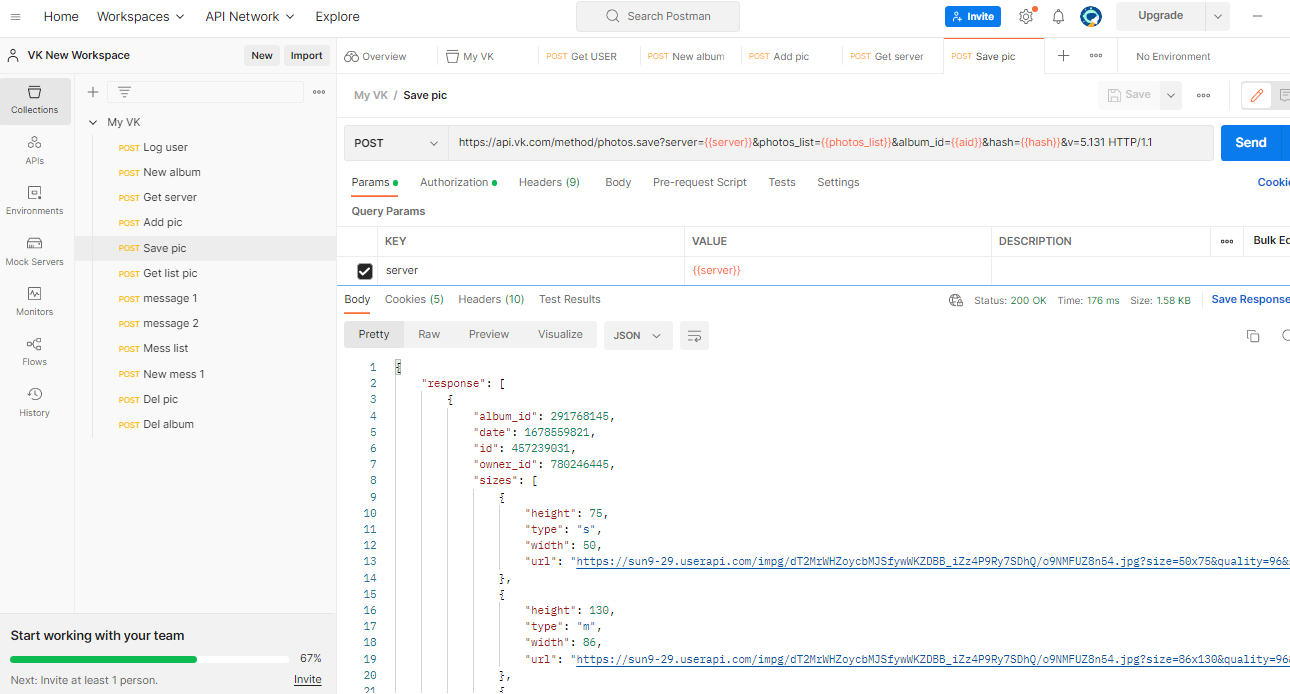 Home Workspaces API Network Explore Search Postman Invite Upgrade
VK New Workspace New Import Overview My VK POST Get USER POST New album POST Add pic POST Get server POST Save pic No Environment
Collections
APIs
Environments
Mock Servers
Monitors
Flows
History
My VK
POST Log user
POST New album
POST Get server
POST Add pic
POST Save pic
POST Get list pic
POST message 1
POST message 2
POST Mess list
POST New mess 1
POST Del pic
POST Del album
Start working with your team
67%
Next: Invite at least 1 person. Invite
My VK / Save pic Save
POST https://api.vk.com/method/photos.save?server={{server}}&photos_list={{photos_list}}&album_id={{aid}}&hash={{hash}}&v=5.131 HTTP/1.1 Send
Params Authorization Headers (9) Body Pre-request Script Tests Settings Cookie
Query Params
KEY VALUE DESCRIPTION Bulk Ed
server {{server}}
Body Cookies (5) Headers (10) Test Results Status: 200 OK Time: 176 ms Size: 1.58 KB Save Response
Pretty Raw Preview Visualize JSON
1 {
2 "response": [
3 {
4 "album_id": 291768145,
5 "date": 1678559821,
6 "id": 457239031,
7 "owner_id": 780246445,
8 "sizes": [
9 {
10 "height": 75,
11 "type": "s",
12 "width": 50,
13 "url": "https://sun9-29.userapi.com/impg/dT2MrWHZoycbMJSfywWKZDBB_iZz4P9Ry7SDhQ/o9NMFUZ8n54.jpg?size=50x75&quality=96&
14 },
15 {
16 "height": 130,
17 "type": "m",
18 "width": 86,
19 "url": "https://sun9-29.userapi.com/impg/dT2MrWHZoycbMJSfywWKZDBB_iZz4P9Ry7SDhQ/o9NMFUZ8n54.jpg?size=86x130&quality=96
20 },
21 {